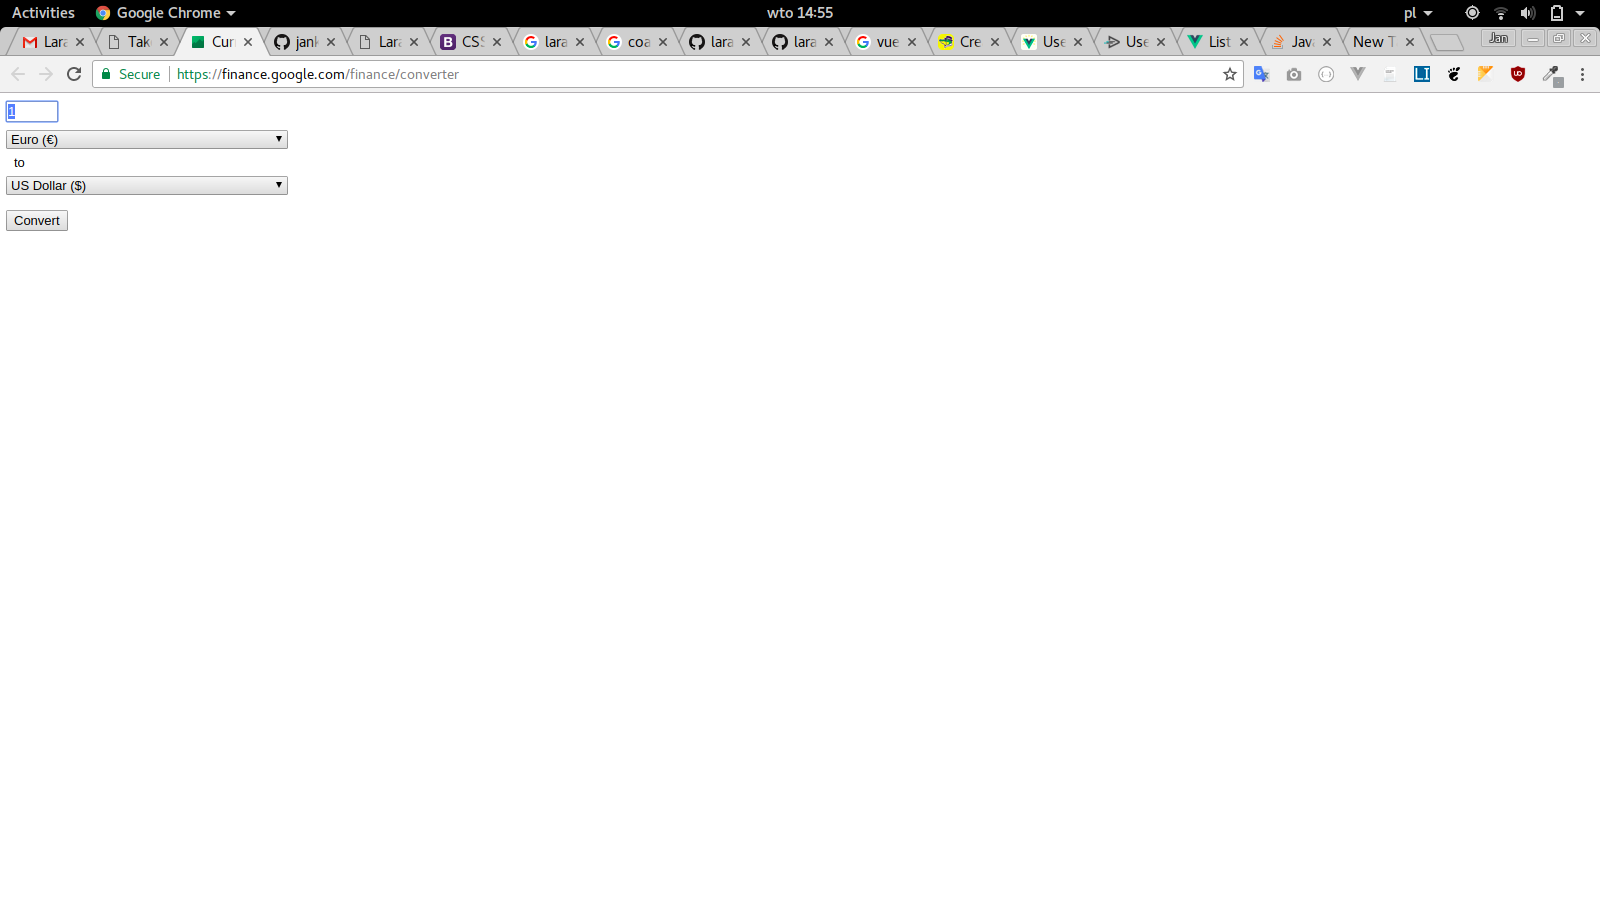 Activities Google Chrome wto 14:55 pl
Lara Tak Curr jank Lara CSS lara coa lara lara vue Cre Use Use List Java New T Jan
Secure https://finance.google.com/finance/converter
1
Euro (€)
to
US Dollar ($)
Convert